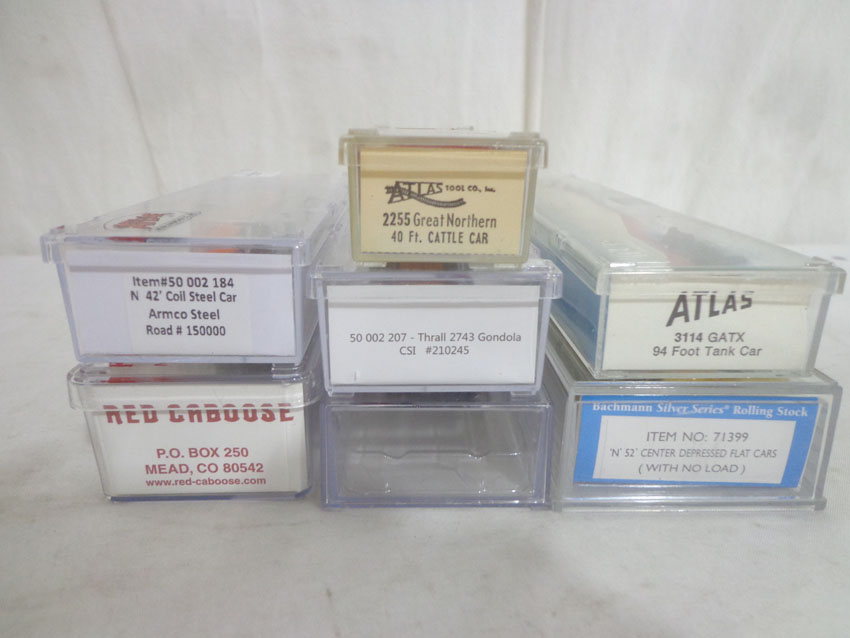 ATLAS TOOL CO., Inc.
2255 Great Northern
40 Ft. CATTLE CAR
Item#50 002 184
N 42' Coil Steel Car
Armco Steel
Road # 150000
50 002 207 - Thrall 2743 Gondola
CSI #210245
ATLAS
3114 GATX
94 Foot Tank Car
RED CABOOSE
P.O. BOX 250
MEAD, CO 80542
www.red-caboose.com
Bachmann Silver Series® Rolling Stock
ITEM NO: 71399
'N' 52' CENTER DEPRESSED FLAT CARS
( WITH NO LOAD )